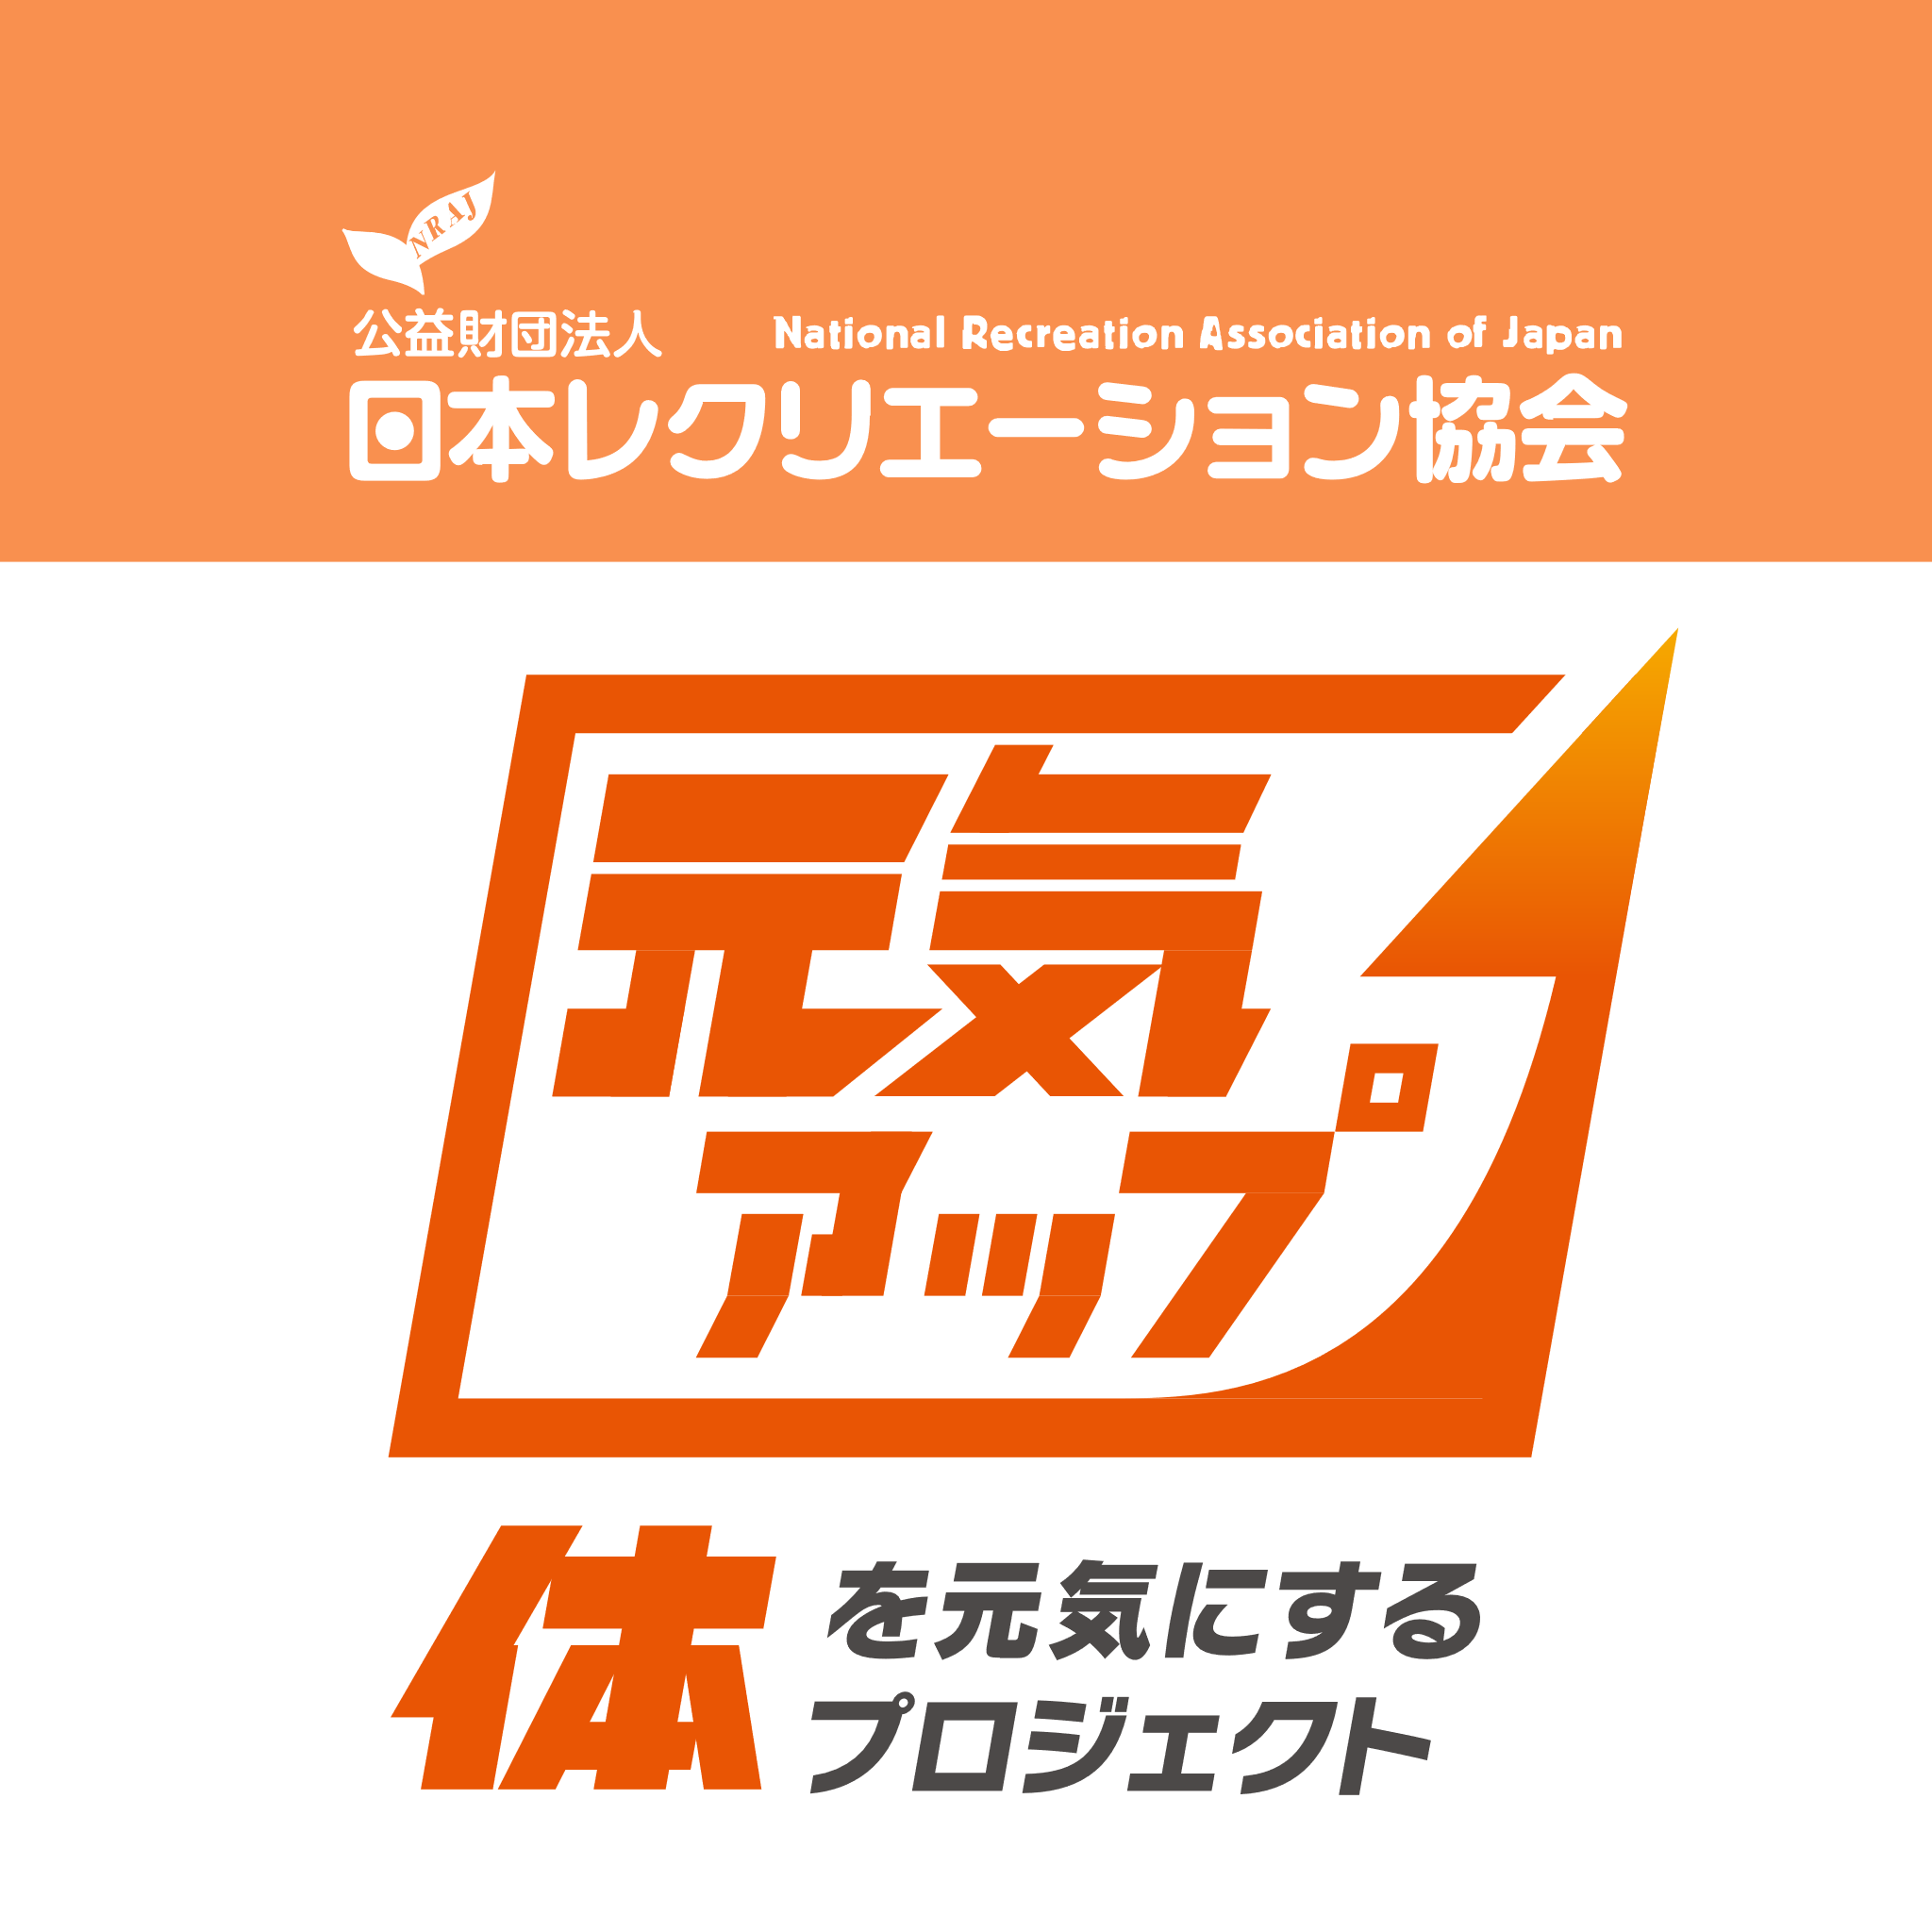 公益財団法人 National Recreation Association of Japan
日本レクリエーション協会
元気
アップ
体を元気にする
プロジェクト